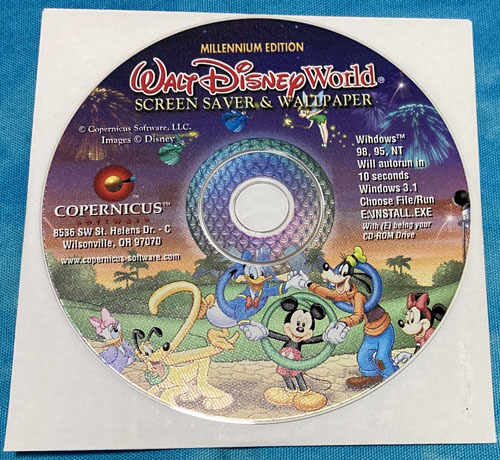 MILLENNIUM EDITION
Walt Disney World®
SCREEN SAVER & WALLPAPER
© Copernicus Software, LLC.
Images © Disney
COPERNICUS™
software
8535 SW St. Helens Dr. - C
Wilsonville, OR 97070
www.copernicus-software.com
Windows™
98, 95, NT
Will autorun in
10 seconds
Windows 3.1
Choose File/Run
E:\INSTALL.EXE
With (E) being your
CD-ROM Drive